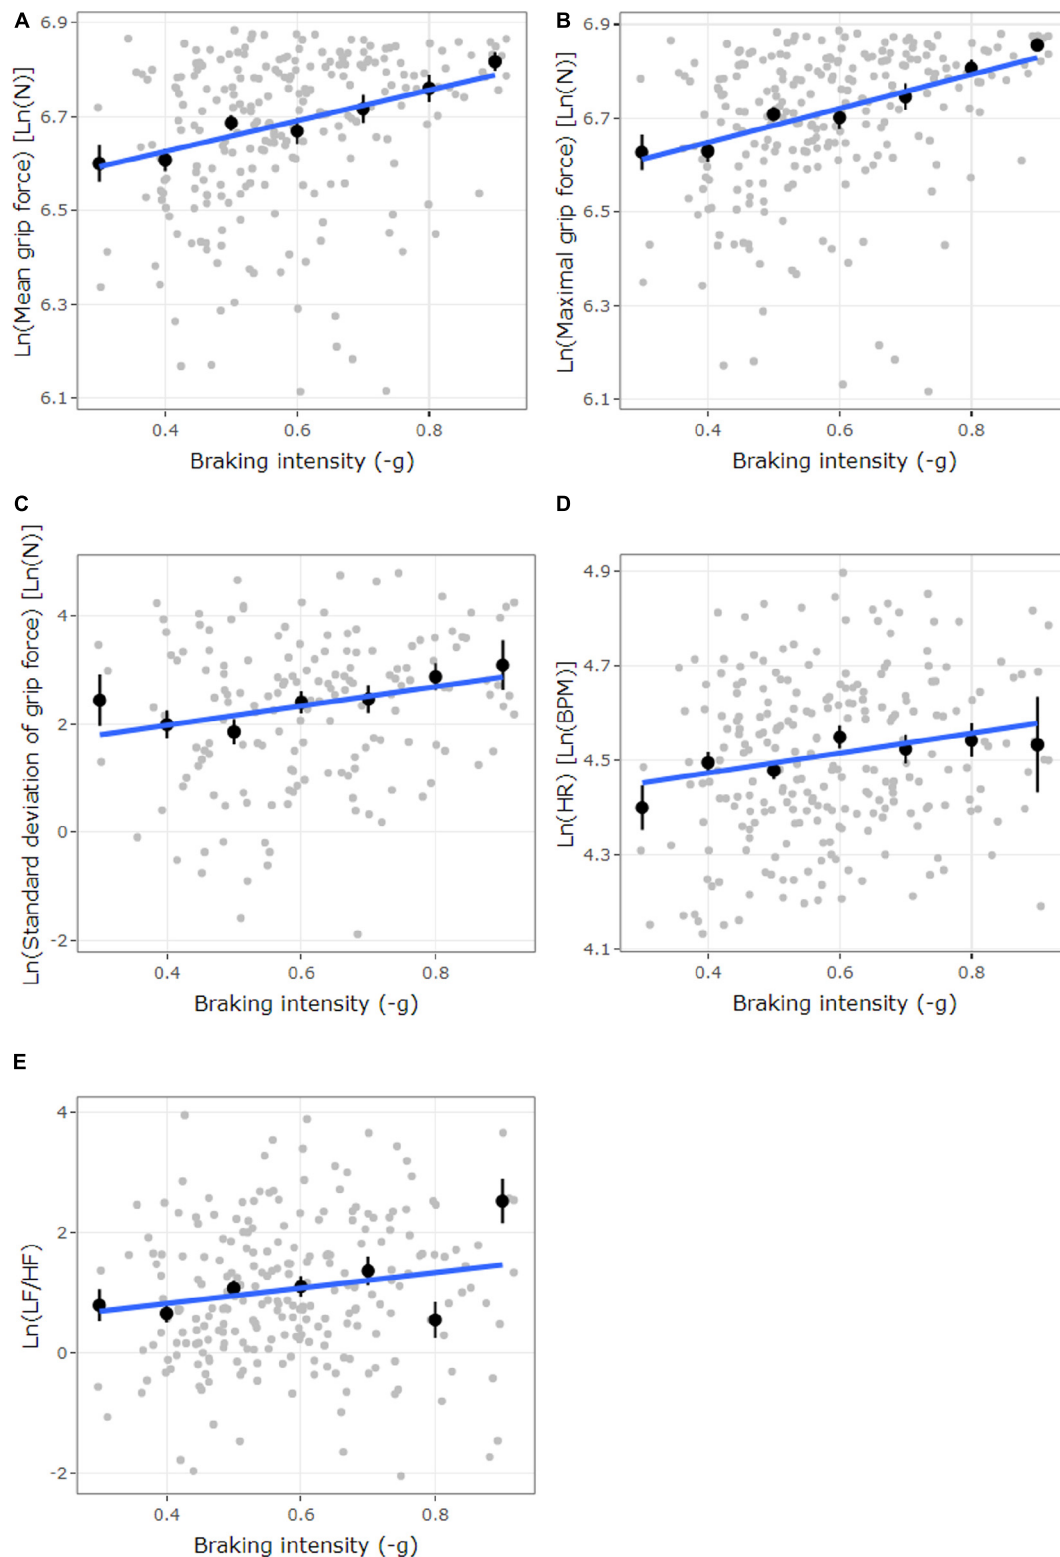 A
B
Ln(Mean grip force) [Ln(N)]
6.9
6.7
6.5
6.3
6.1
0.4 0.6 0.8
Braking intensity (-g)
Ln(Maximal grip force) [Ln(N)]
6.9
6.7
6.5
6.3
6.1
0.4 0.6 0.8
Braking intensity (-g)
C
D
Ln(Standard deviation of grip force) [Ln(N)]
4
2
0
-2
0.4 0.6 0.8
Braking intensity (-g)
Ln(HR) [Ln(BPM)]
4.9
4.7
4.5
4.3
4.1
0.4 0.6 0.8
Braking intensity (-g)
E
Ln(LF/HF)
4
2
0
-2
0.4 0.6 0.8
Braking intensity (-g)